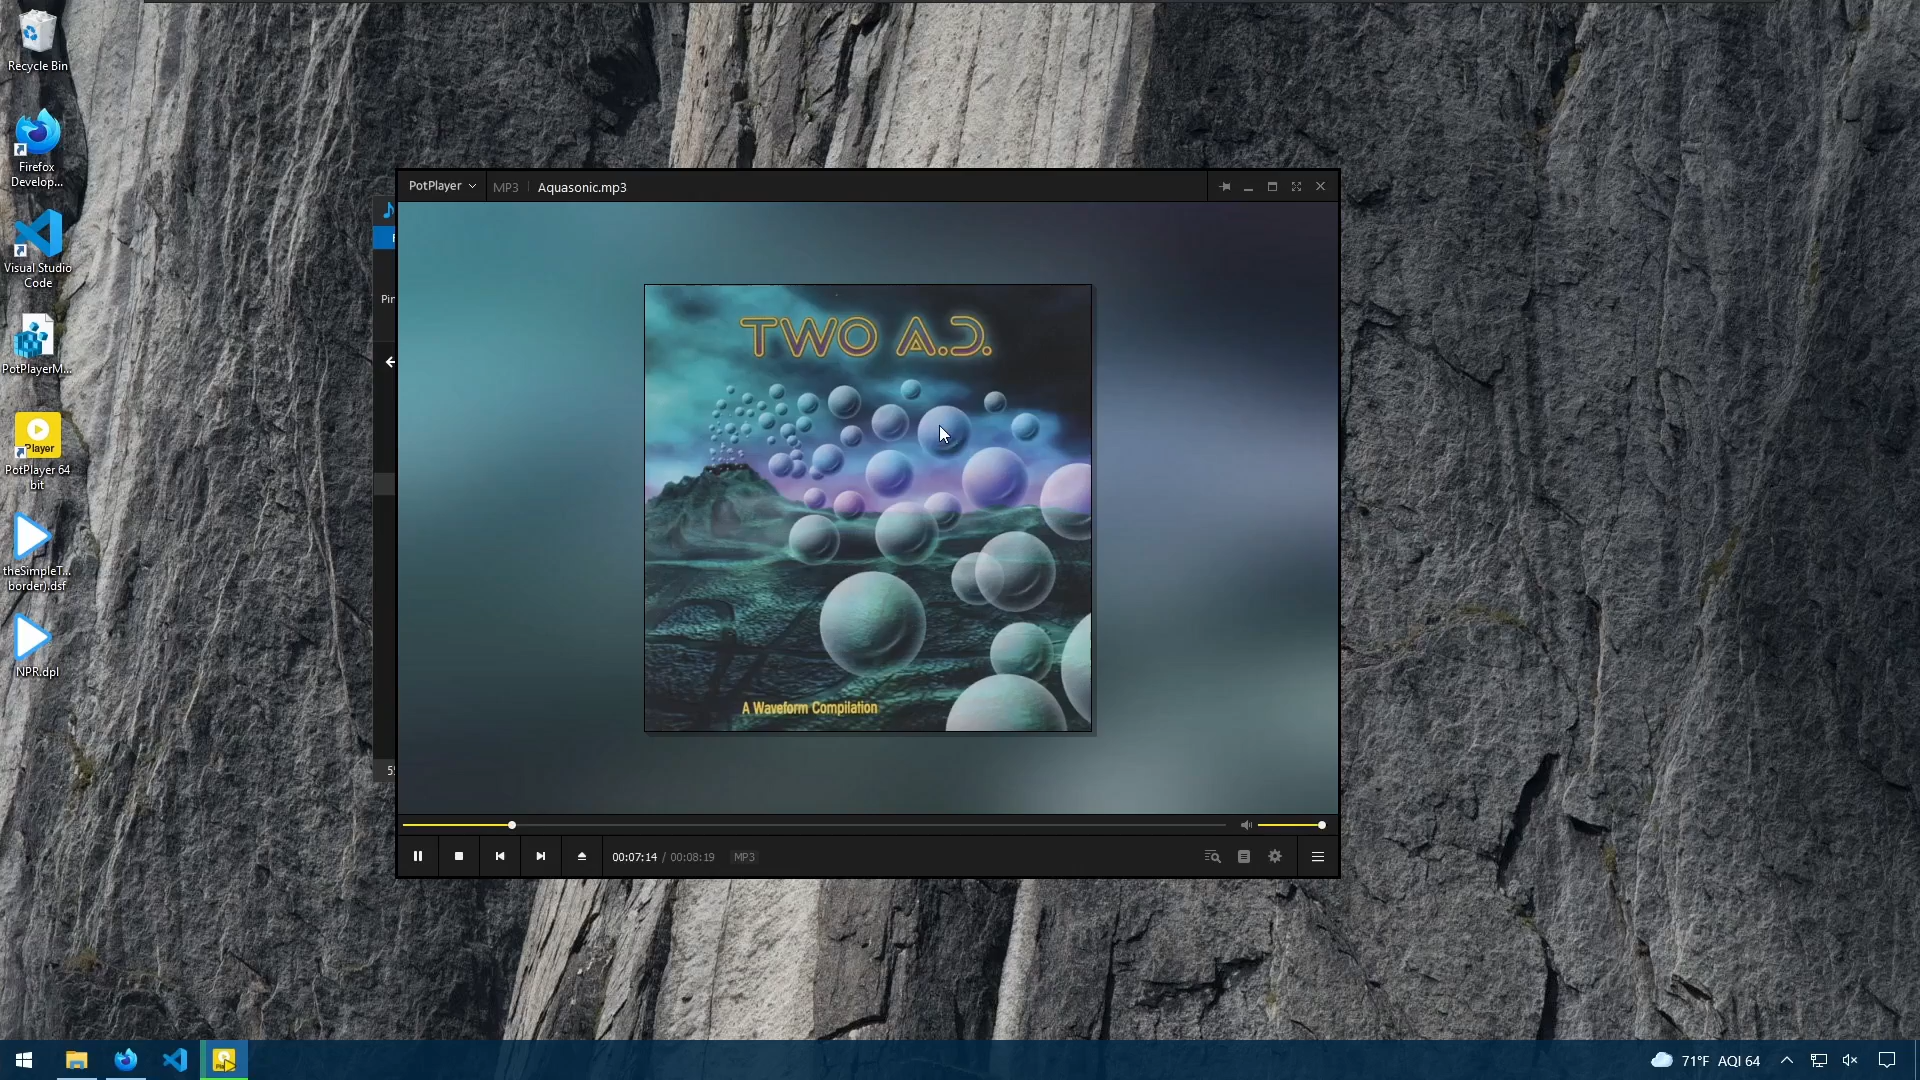 Recycle Bin
Firefox
Develop...
Visual Studio
Code
PotPlayerM...
Player
PotPlayer 64
bit
theSimpleT...
border).dsf
NPR.dpl
PotPlayer
MP3
Aquasonic.mp3
Pin
TWO A.D.
A Waveform Compilation
00:07:14 / 00:08:19
MP3
71°F AQI 64